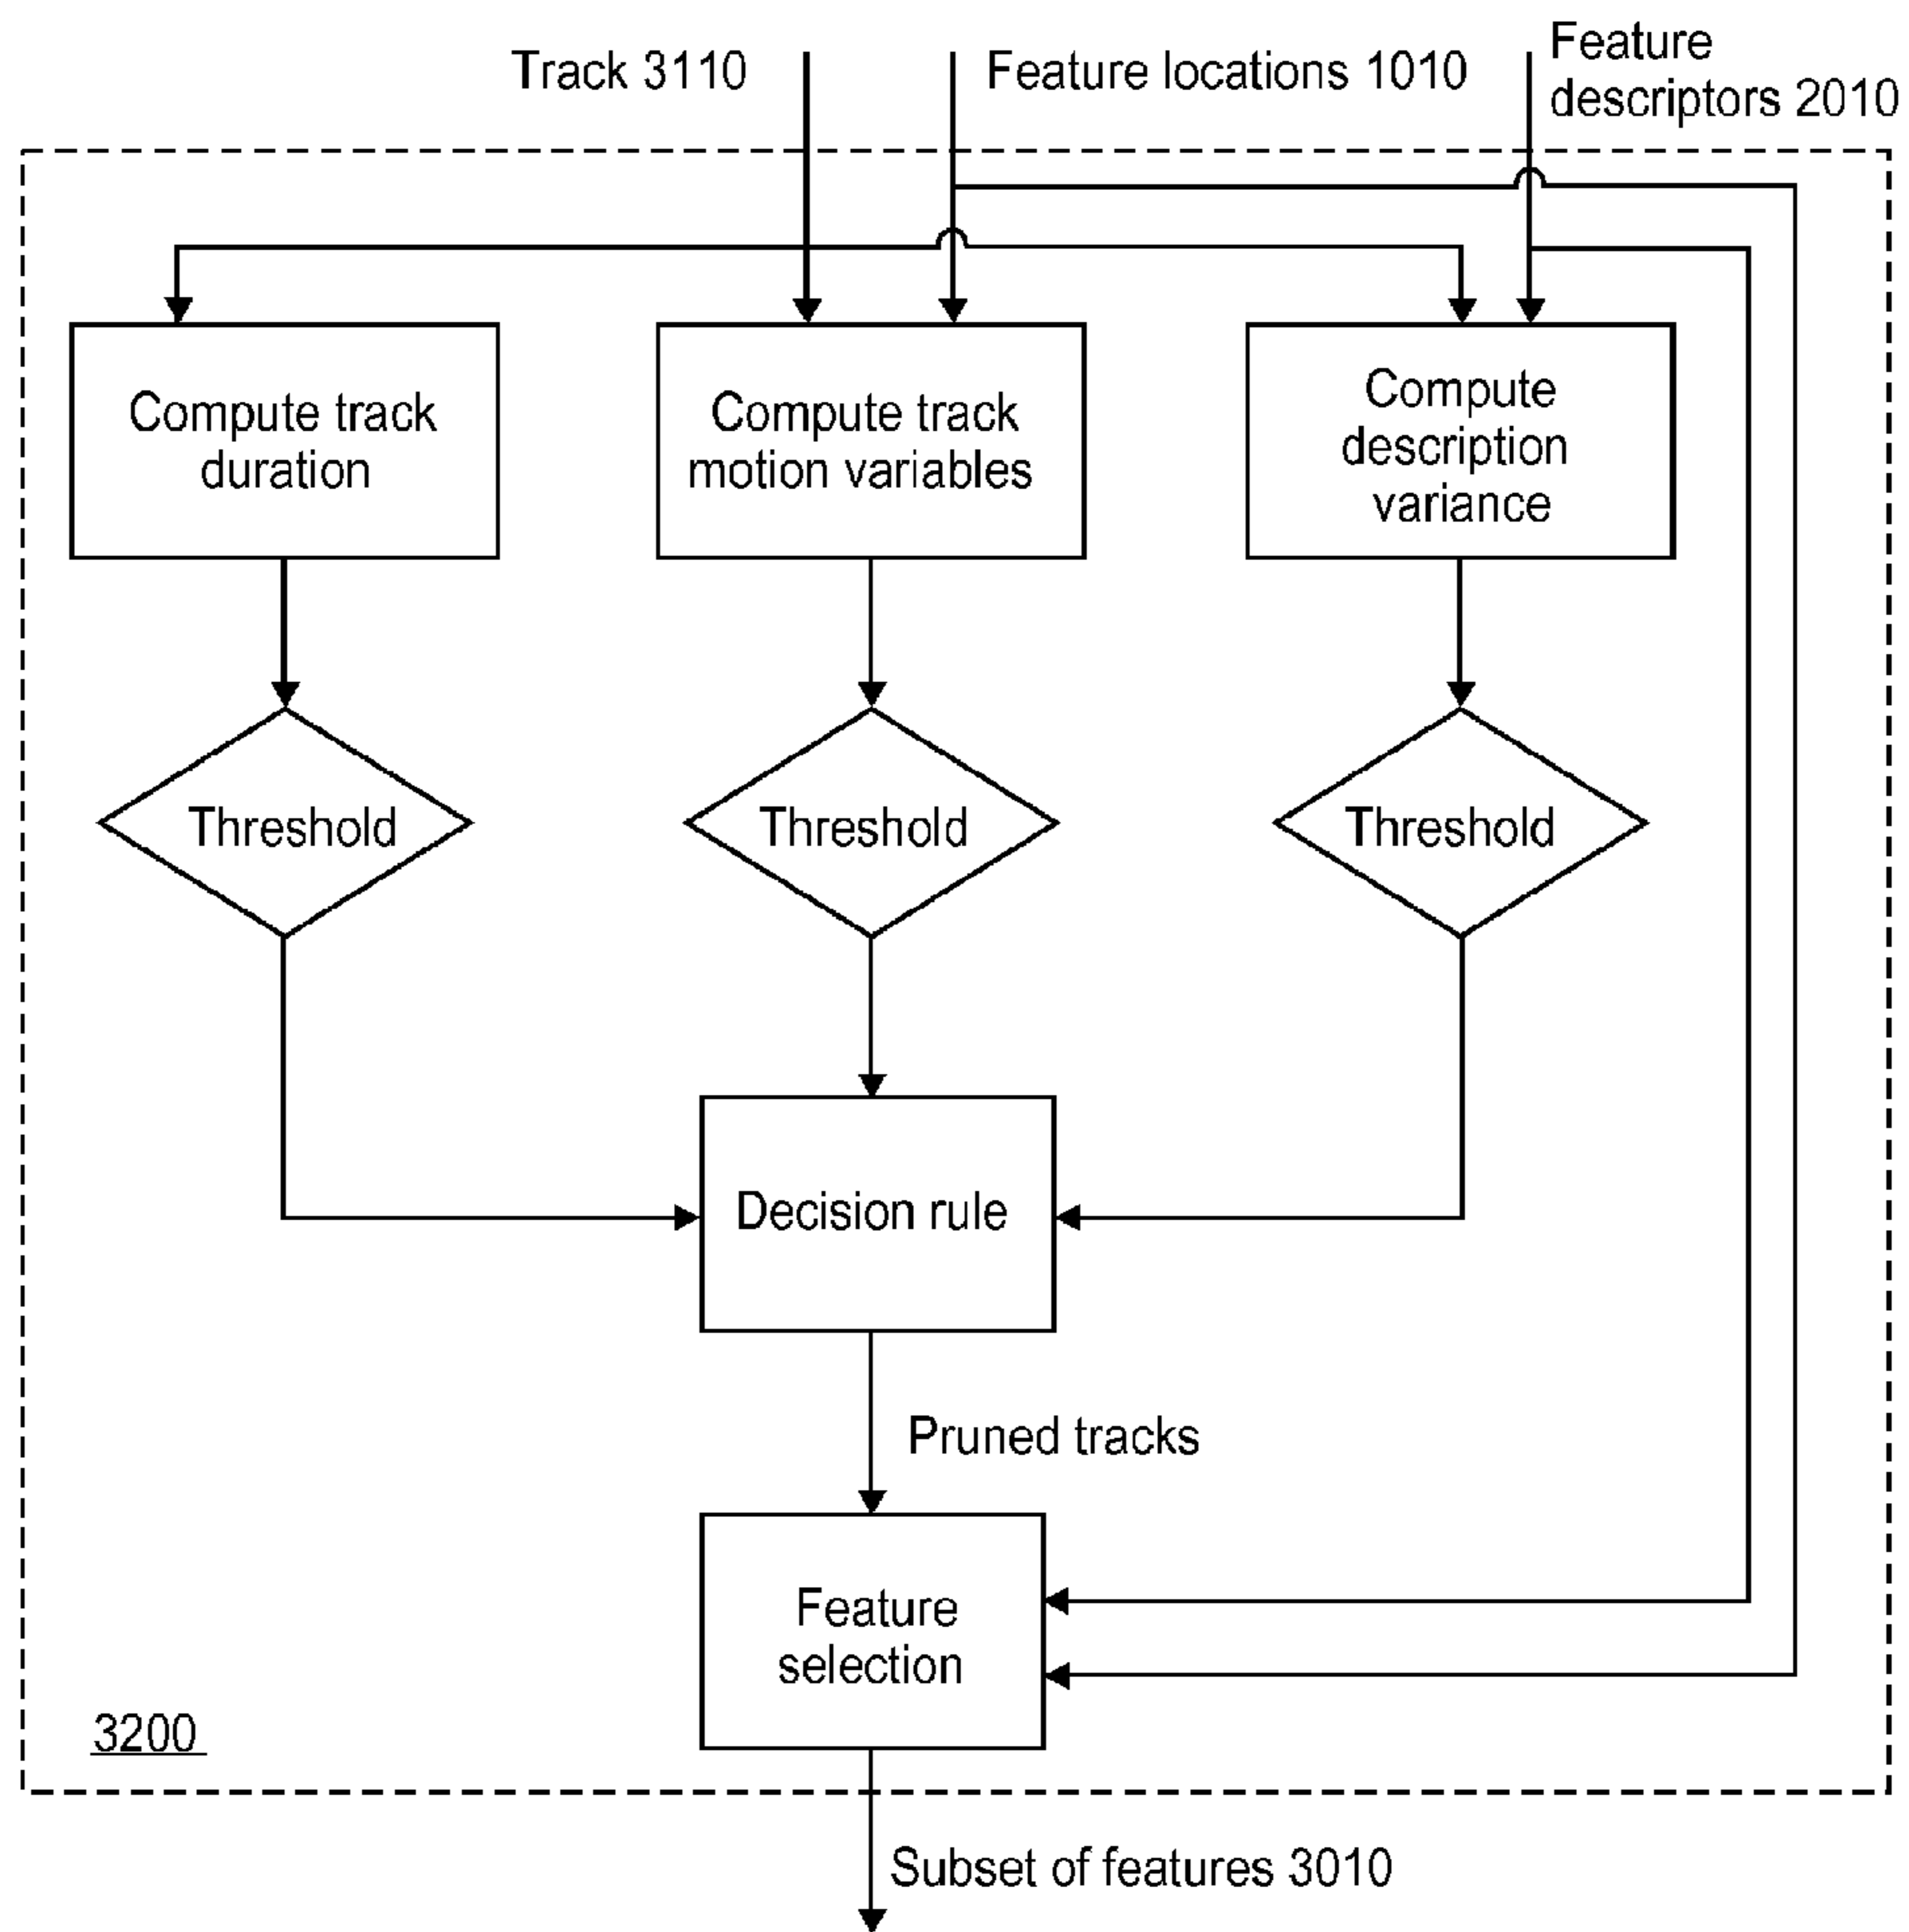 Track 3110
Feature locations 1010
Feature
descriptors 2010
Compute track
duration
Compute track
motion variables
Compute
description
variance
Threshold
Threshold
Threshold
Decision rule
Pruned tracks
Feature
selection
3200
Subset of features 3010